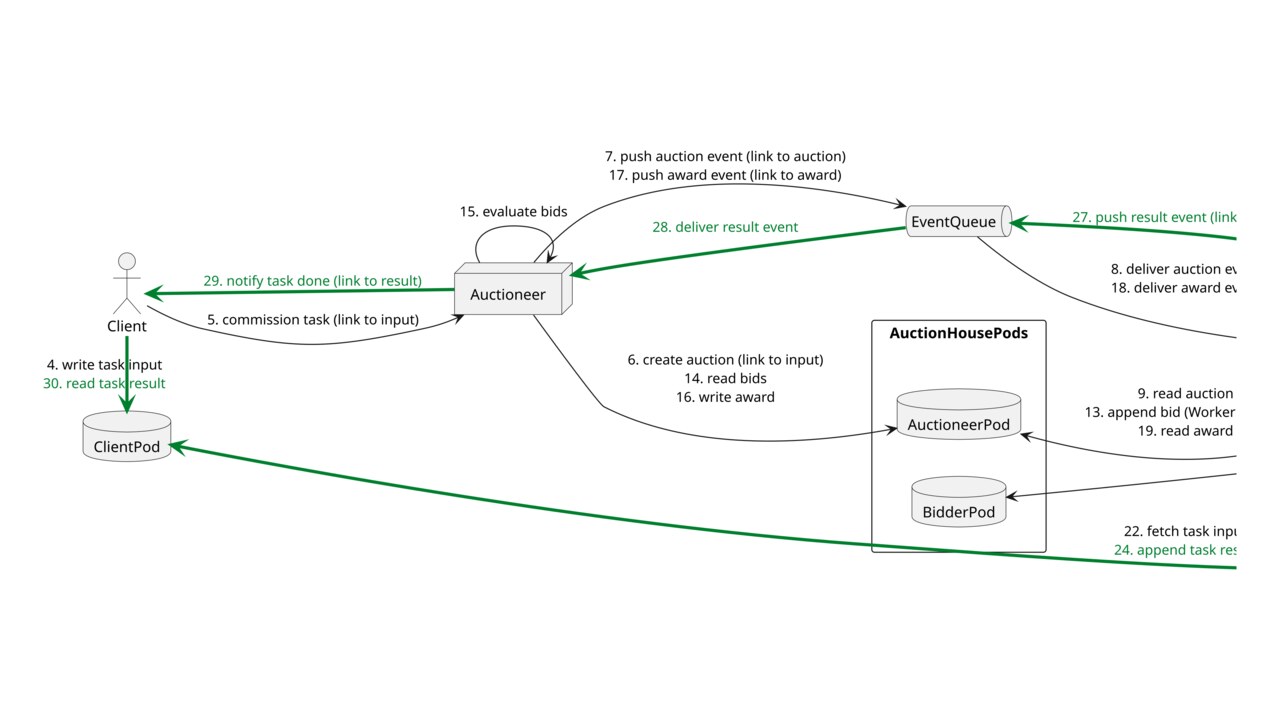 7. push auction event (link to auction)
17. push award event (link to award)
15. evaluate bids
28. deliver result event
EventQueue
27. push result event (link
29. notify task done (link to result)
Auctioneer
8. deliver auction
18. deliver award
Client
5. commission task (link to input)
AuctionHousePods
4. write task input
30. read task result
6. create auction (link to input)
14. read bids
16. write award
9. read auction
13. append bid (Worker
19. read award
AuctioneerPod
ClientPod
BidderPod
22. fetch task
24. append task